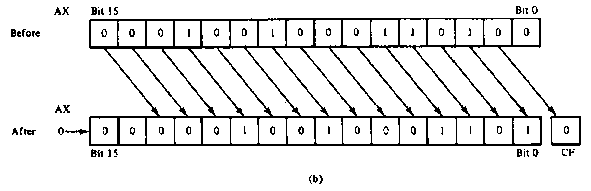 AX Bit 15 Bit 0
Before 0 0 0 1 0 0 1 0 0 0 1 1 0 1 0 0
AX
After 0 0 0 0 0 1 0 0 1 0 0 0 1 1 0 1 0
Bit 15 Bit 0 CF
(b)